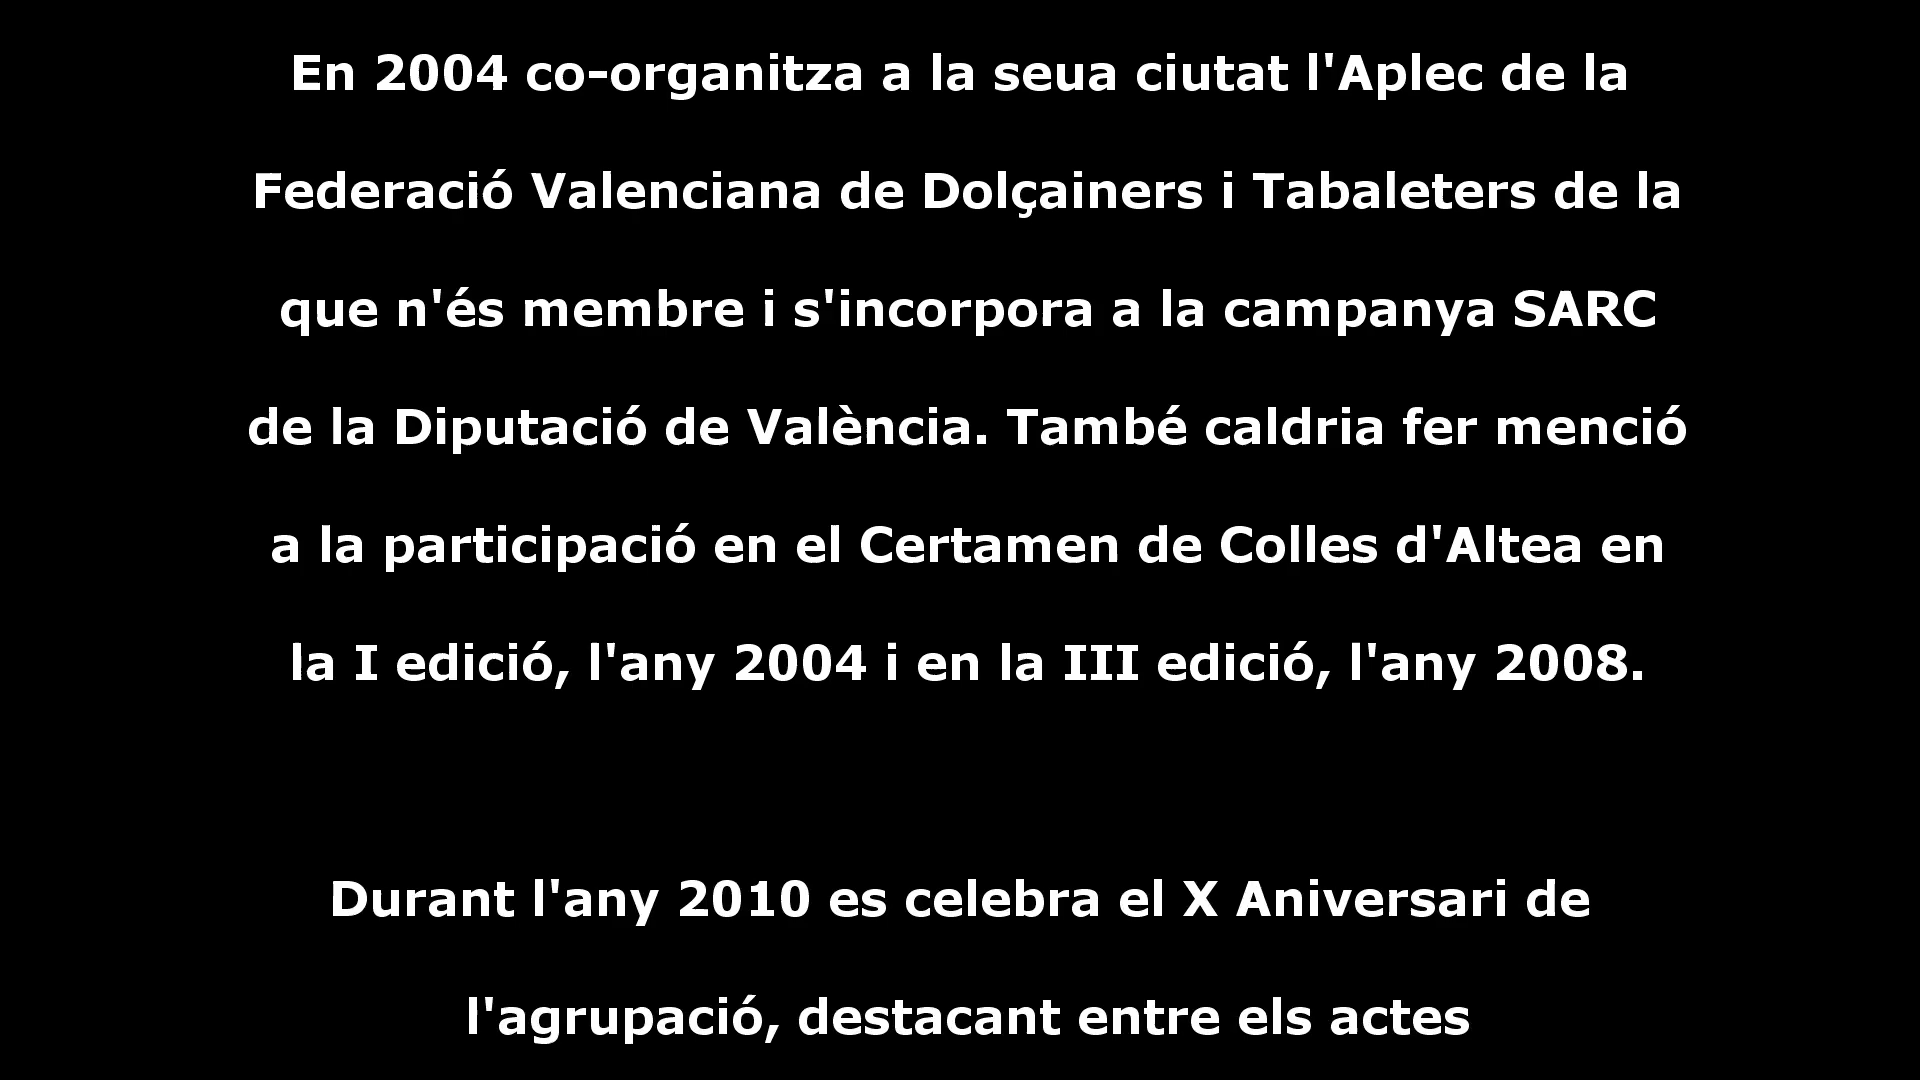 En 2004 co-organitza a la seua ciutat l'Aplec de la
Federació Valenciana de Dolçainers i Tabaleters de la
que n'és membre i s'incorpora a la campanya SARC
de la Diputació de València. També caldria fer menció
a la participació en el Certamen de Colles d'Altea en
la I edició, l'any 2004 i en la III edició, l'any 2008.
Durant l'any 2010 es celebra el X Aniversari de
l'agrupació, destacant entre els actes